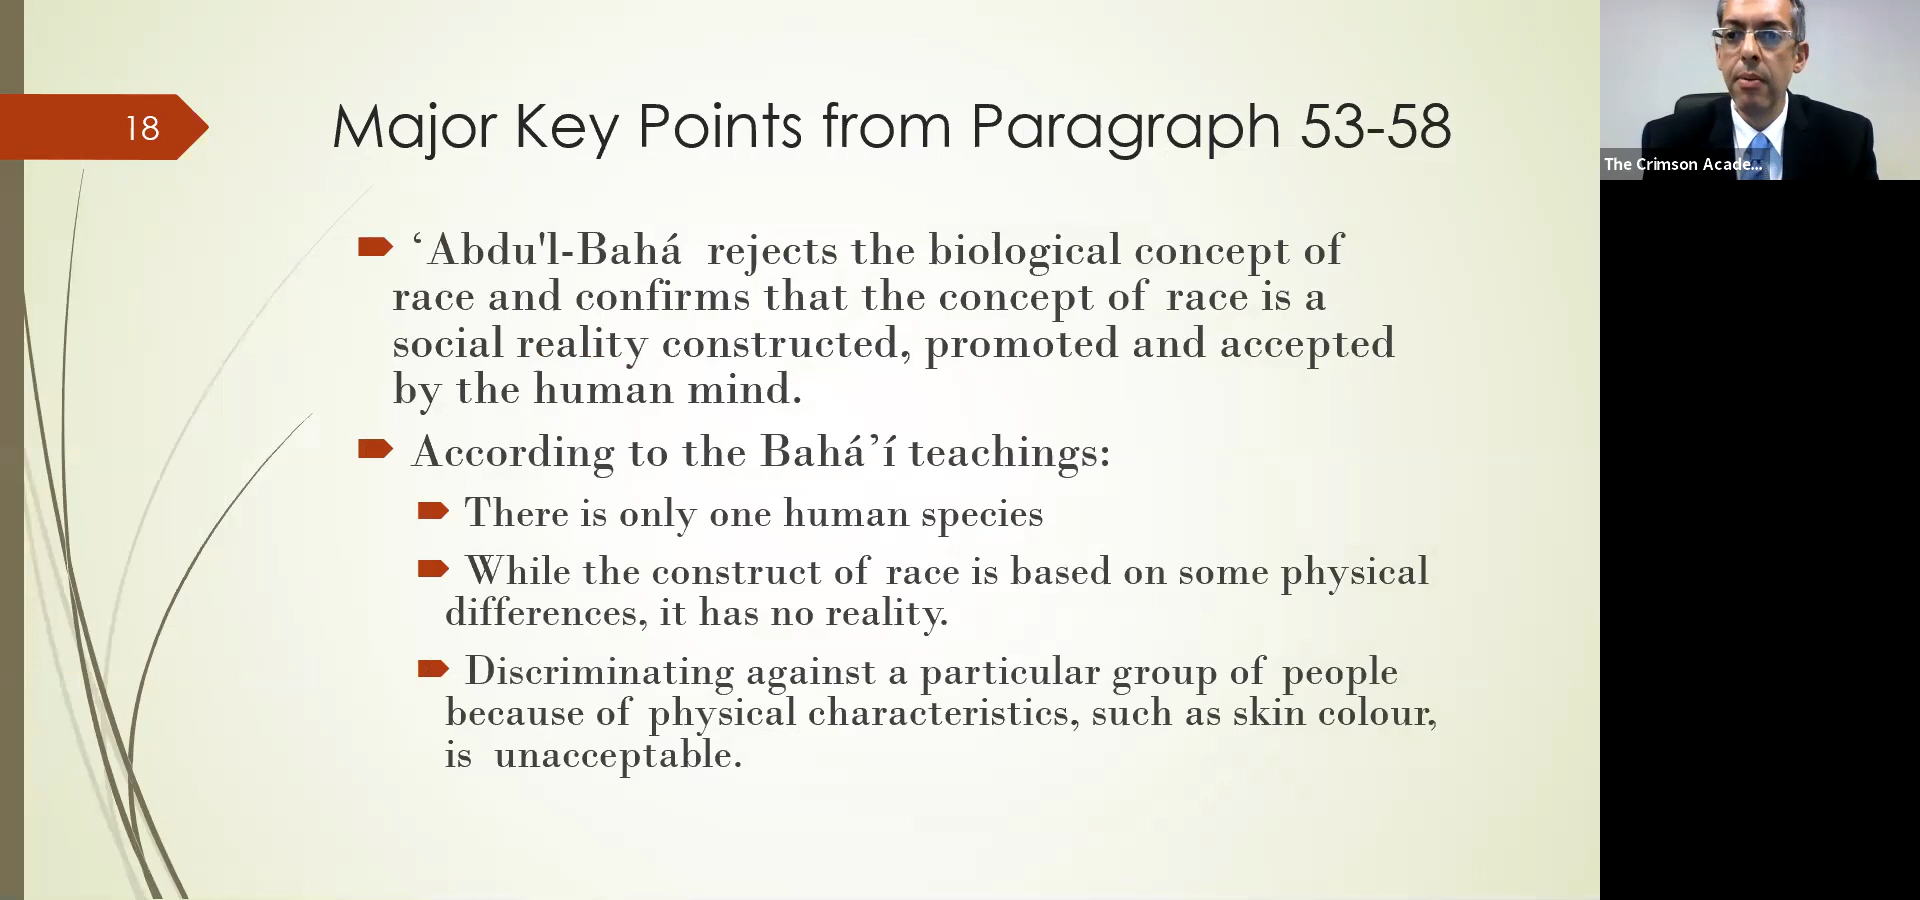 18
Major Key Points from Paragraph 53-58
‘Abdu'l-Bahá rejects the biological concept of
race and confirms that the concept of race is a
social reality constructed, promoted and accepted
by the human mind.
According to the Bahá’í teachings:
There is only one human species
While the construct of race is based on some physical
differences, it has no reality.
Discriminating against a particular group of people
because of physical characteristics, such as skin colour,
is unacceptable.
The Crimson Acade...